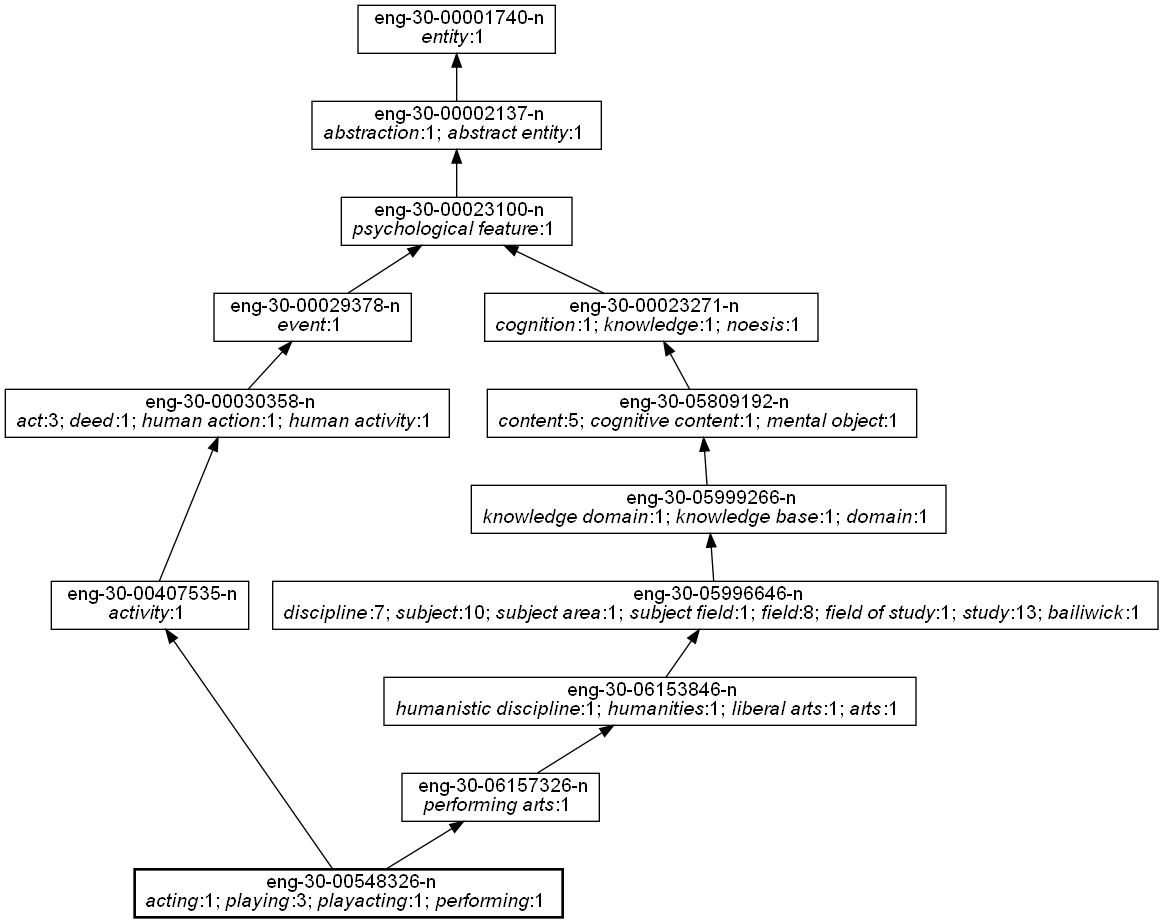 eng-30-00001740-n
entity:1
eng-30-00002137-n
abstraction:1; abstract entity:1
eng-30-00023100-n
psychological feature:1
eng-30-00029378-n
event:1
eng-30-00023271-n
cognition:1; knowledge:1; noesis:1
eng-30-00030358-n
act:3; deed:1; human action:1; human activity:1
eng-30-05809192-n
content:5; cognitive content:1; mental object:1
eng-30-05999266-n
knowledge domain:1; knowledge base:1; domain:1
eng-30-00407535-n
activity:1
eng-30-05996646-n
discipline:7; subject:10; subject area:1; subject field:1; field:8; field of study:1; study:13; bailiwick:1
eng-30-06153846-n
humanistic discipline:1; humanities:1; liberal arts:1; arts:1
eng-30-06157326-n
performing arts:1
eng-30-00548326-n
acting:1; playing:3; playacting:1; performing:1